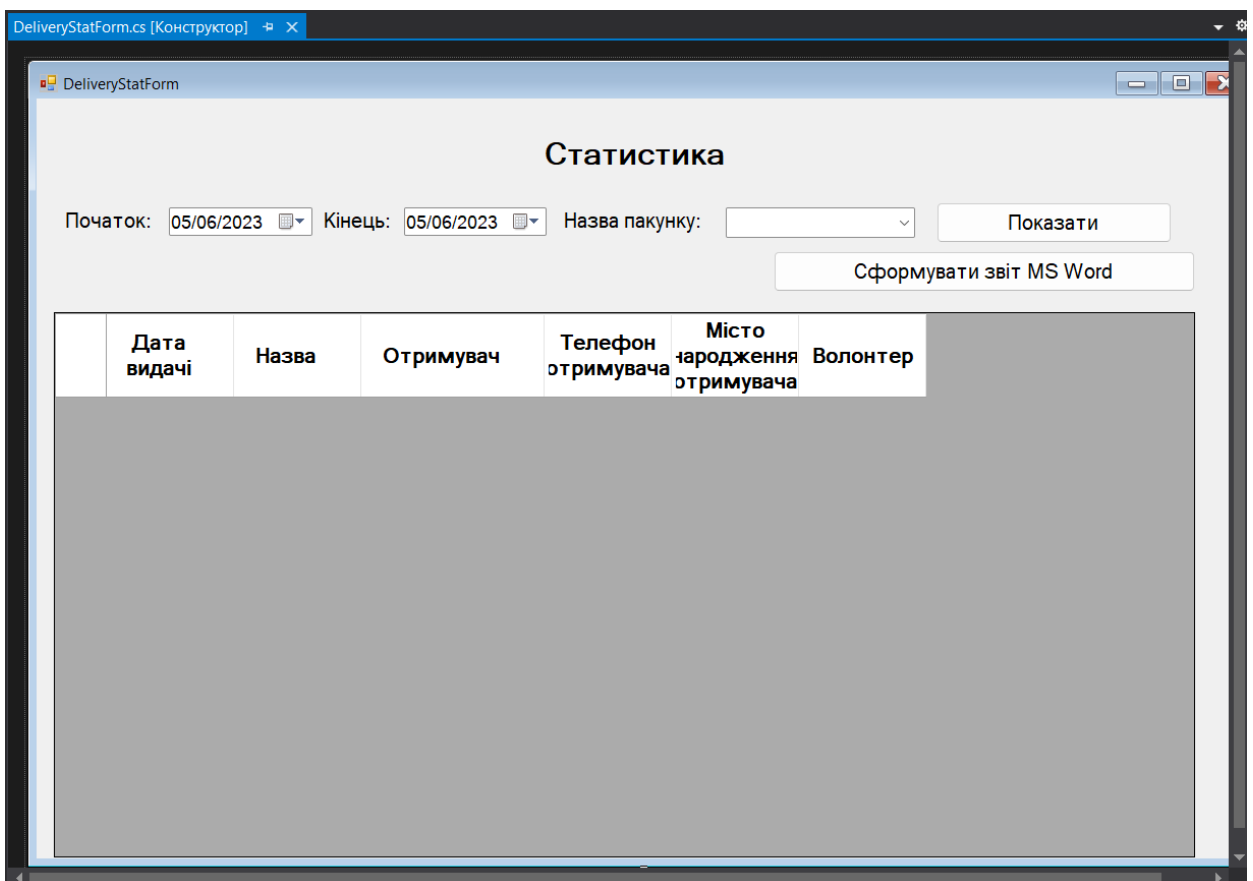 DeliveryStatForm.cs [Конструктор]
DeliveryStatForm
Статистика
Початок: 05/06/2023 Кінець: 05/06/2023 Назва пакунку: Показати
Сформувати звіт MS Word
Дата видачі Назва Отримувач Телефон отримувача Місто народження отримувача Волонтер